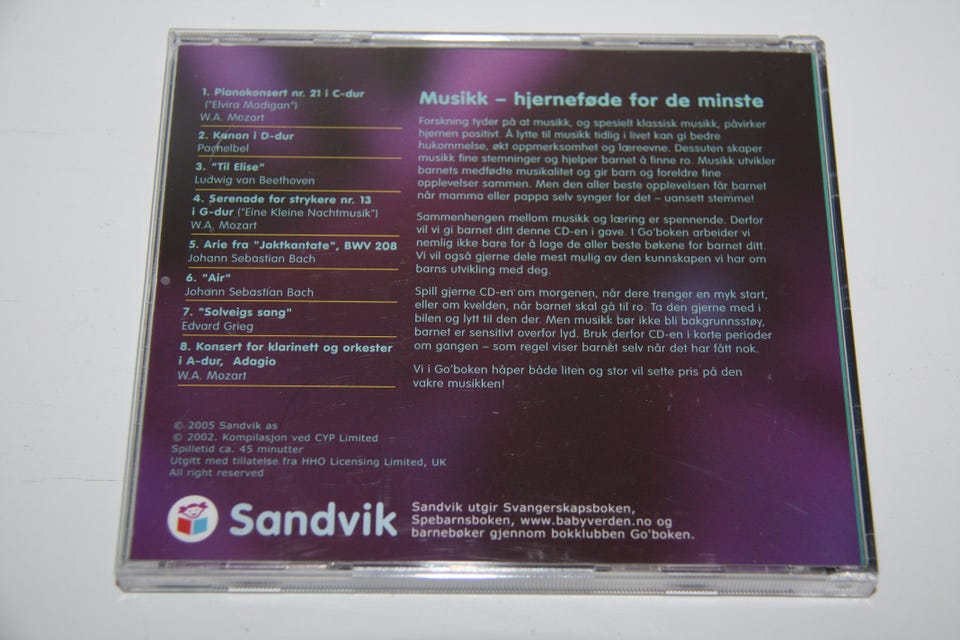 1. Pianokonsert nr. 21 i C-dur
("Elvira Madigan")
W.A. Mozart
2. Kanon i D-dur
Pachelbel
3. "Til Elise"
Ludwig van Beethoven
4. Serenade for strykere nr. 13
i G-dur ("Eine Kleine Nachtmusik")
W.A. Mozart
5. Arie fra "Jaktkantate", BWV 208
Johann Sebastian Bach
6. "Air"
Johann Sebastian Bach
7. "Solveigs sang"
Edvard Grieg
8. Konsert for klarinett og orkester
i A-dur, Adagio
W.A. Mozart
Musikk – hjerneføde for de minste
Forskning tyder på at musikk, og spesielt klassisk musikk, påvirker
hjernen positivt. Å lytte til musikk tidlig i livet kan gi bedre
hukommelse, økt oppmerksomhet og læreevne. Dessuten skaper
musikk fine stemninger og hjelper barnet å finne ro. Musikk utvikler
barnets medfødte musikalitet og gir barn og foreldre fine
opplevelser sammen. Men den aller beste opplevelsen får barnet
når mamma eller pappa selv synger for det – uansett stemme!
Sammenhengen mellom musikk og læring er spennende. Derfor
vil vi gi barnet ditt denne CD-en i gave. I Go'boken arbeider vi
nemlig ikke bare for å lage de aller beste bøkene for barnet ditt.
Vi vil også gjerne dele mest mulig av den kunnskapen vi har om
barns utvikling med deg.
Spill gjerne CD-en om morgenen, når dere trenger en myk start,
eller om kvelden, når barnet skal gå til ro. Ta den gjerne med i
bilen og lytt til den der. Men musikk bør ikke bli bakgrunnsstøy,
barnet er sensitivt overfor lyd. Bruk derfor CD-en i korte perioder
om gangen – som regel viser barnet selv når det har fått nok.
Vi i Go'boken håper både liten og stor vil sette pris på den
vakre musikken!
© 2005 Sandvik as
© 2002. Kompilasjon ved CYP Limited
Spilletid ca. 45 minutter
Utgitt med tillatelse fra HHO Licensing Limited, UK
All right reserved
Sandvik
Sandvik utgir Svangerskapsboken,
Spebarnsboken, www.babyverden.no og
barnebøker gjennom bokklubben Go'boken.